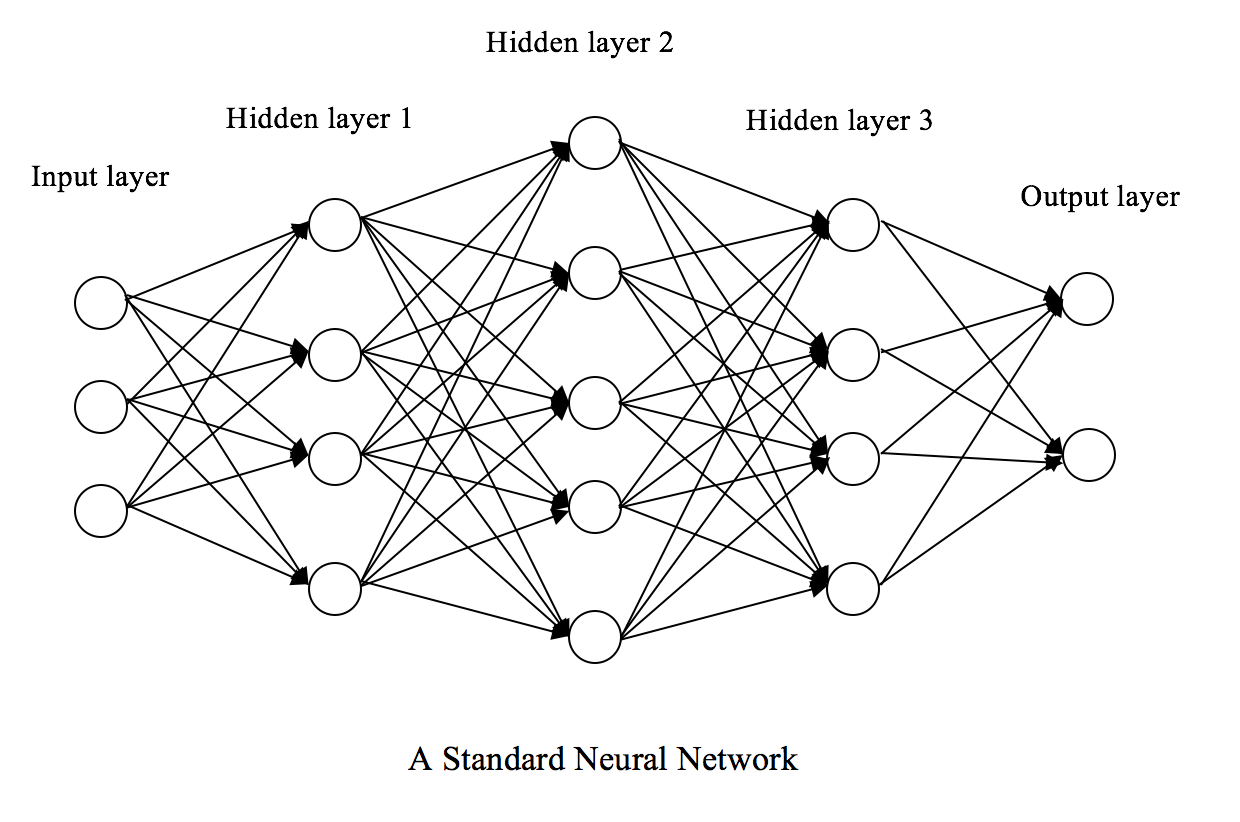 Hidden layer 2
Hidden layer 1
Hidden layer 3
Input layer
Output layer
A Standard Neural Network